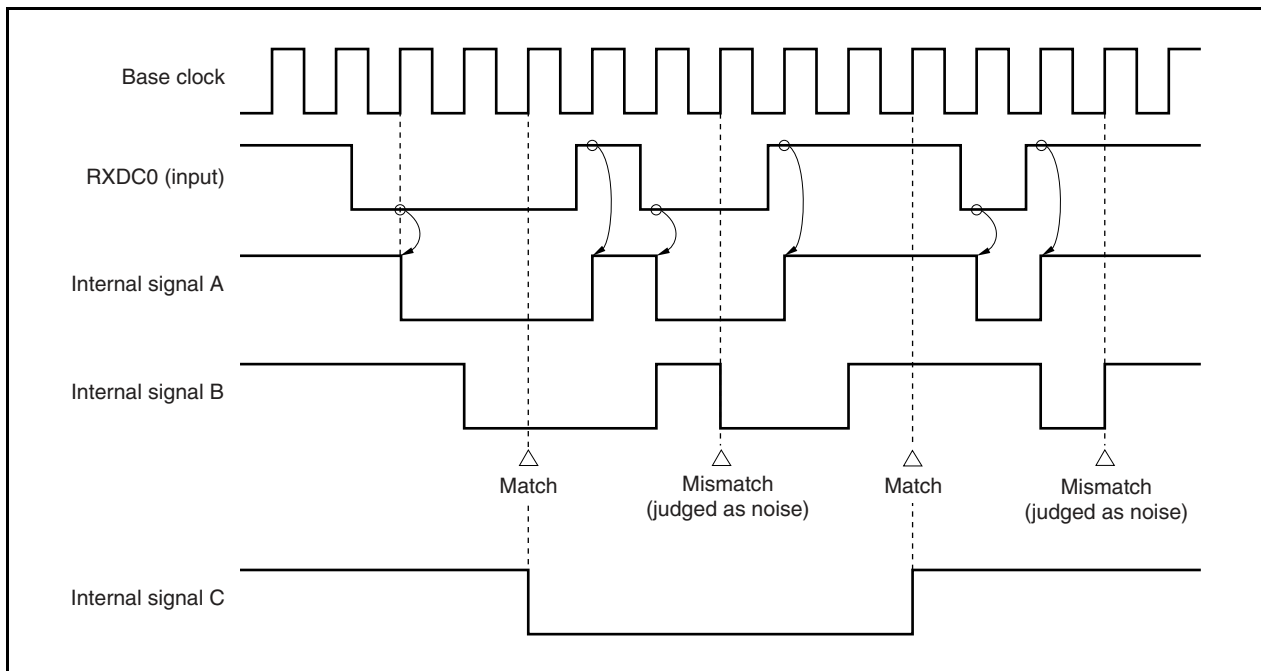 Base clock
RXDC0 (input)
Internal signal A
Internal signal B
Match
Mismatch
(judged as noise)
Match
Mismatch
(judged as noise)
Internal signal C